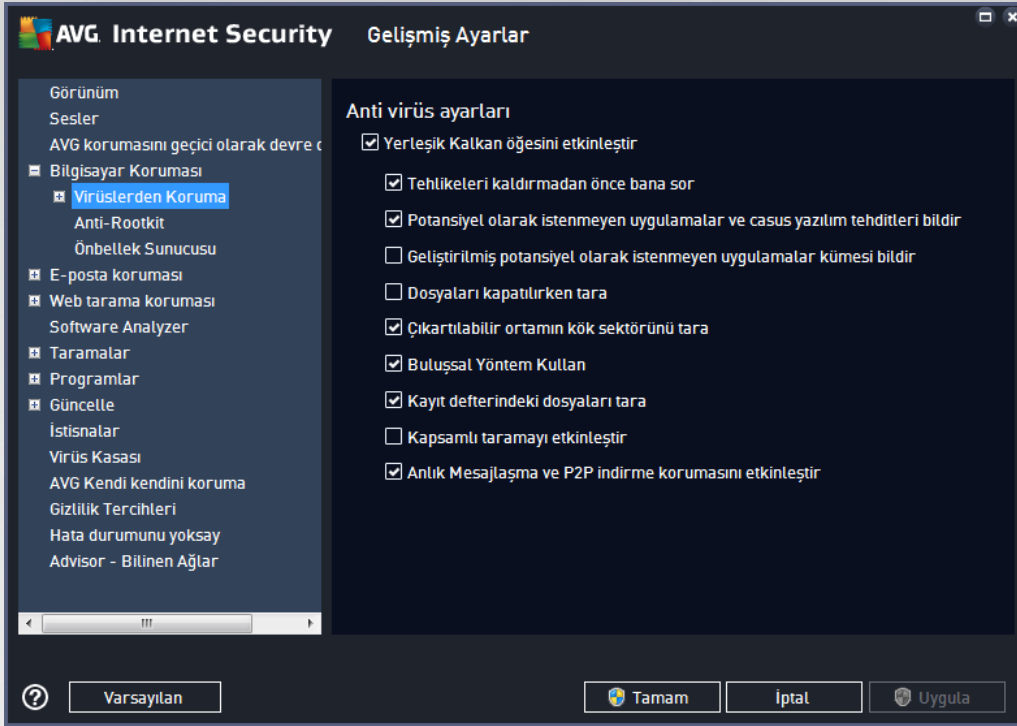 AVG Internet Security Gelişmiş Ayarlar
Görünüm
Sesler
AVG korumasını geçici olarak devre
Bilgisayar Koruması
Virüslerden Koruma
Anti-Rootkit
Önbellek Sunucusu
E-posta koruması
Web tarama koruması
Software Analyzer
Taramalar
Programlar
Güncelle
İstisnalar
Virüs Kasası
AVG Kendi kendini koruma
Gizlilik Tercihleri
Hata durumunu yoksay
Advisor - Bilinen Ağlar
Anti virüs ayarları
Yerleşik Kalkan öğesini etkinleştir
Tehlikeleri kaldırmadan önce bana sor
Potansiyel olarak istenmeyen uygulamalar ve casus yazılım tehditleri bildir
Geliştirilmiş potansiyel olarak istenmeyen uygulamalar kümesi bildir
Dosyaları kapatılırken tara
Çıkartılabilir ortamın kök sektörünü tara
Buluşsal Yöntem Kullan
Kayıt defterindeki dosyaları tara
Kapsamlı taramayı etkinleştir
Anlık Mesajlaşma ve P2P indirme korumasını etkinleştir
Varsayılan
Tamam
İptal
Uygula